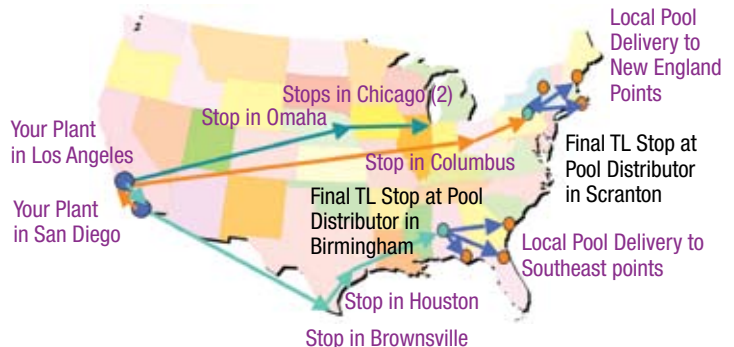 Local Pool
Delivery to
New England
Points
Stops in Chicago (2)
Stop in Omaha
Your Plant
in Los Angeles
Stop in Columbus
Final TL Stop at
Pool Distributor
in Scranton
Final TL Stop at Pool
Distributor in
Birmingham
Your Plant
in San Diego
Local Pool Delivery to
Southeast points
Stop in Houston
Stop in Brownsville